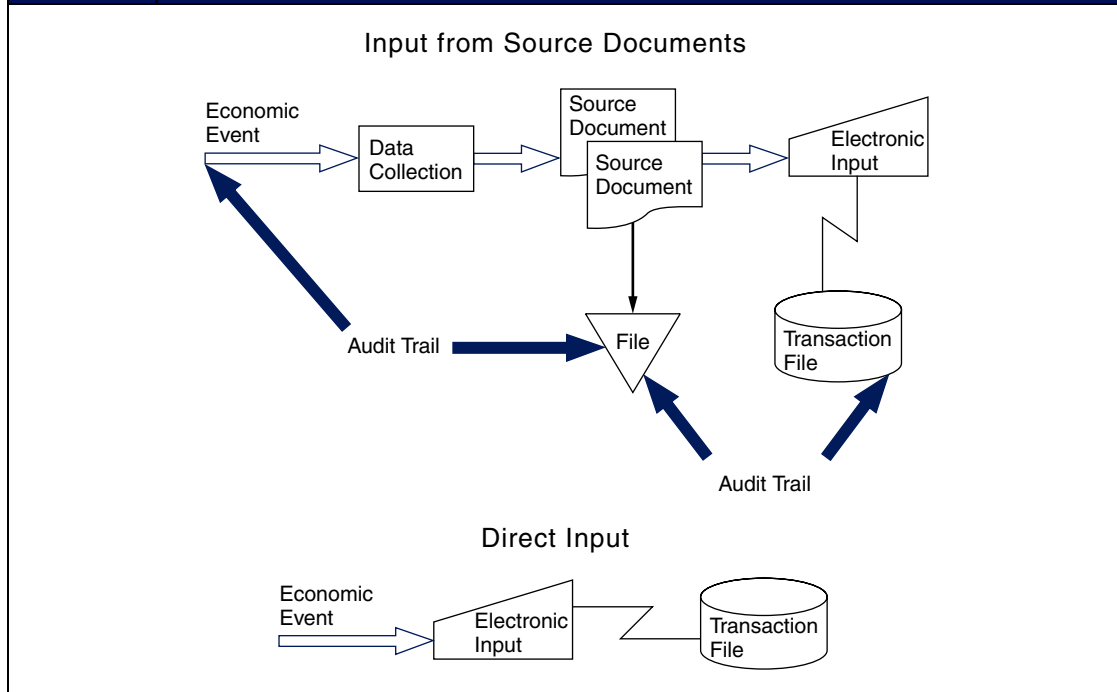 Input from Source Documents
Economic
Event
Data
Collection
Source
Document
Source
Document
Electronic
Input
Audit Trail
File
Transaction
File
Audit Trail
Direct Input
Economic
Event
Electronic
Input
Transaction
File